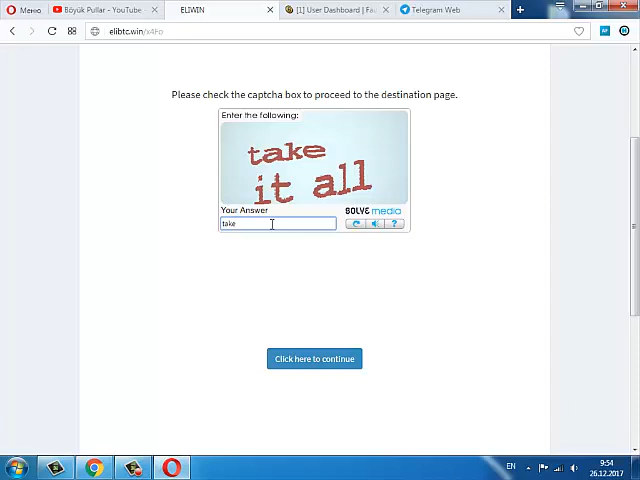 Меню
Böyük Pullar - YouTube
ELIWIN
[1] User Dashboard | Fa
Telegram Web
elibtc.win/x4Fo
Please check the captcha box to proceed to the destination page.
Enter the following:
take
it all
Your Answer
SOLVE media
take
?
Click here to continue
EN
9:54
26.12.2017